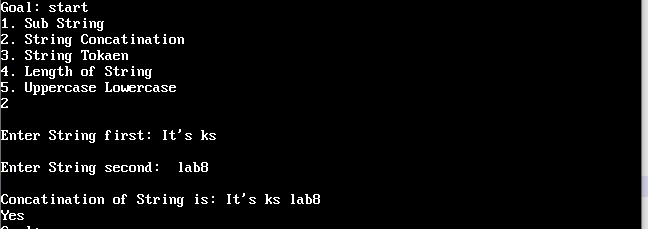 Goal: start
1. Sub String
2. String Concatination
3. String Tokaen
4. Length of String
5. Uppercase Lowercase
2
Enter String first: It's ks
Enter String second:  lab8
Concatination of String is: It's ks lab8
Yes